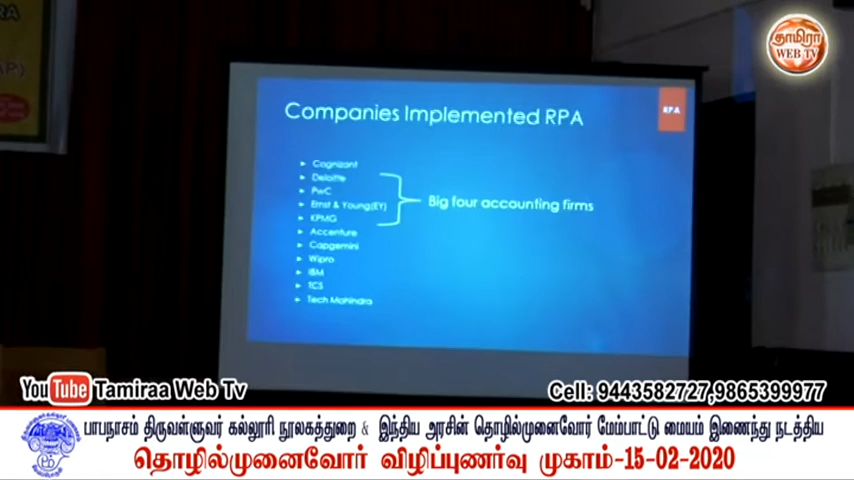 RA
AP)
தாமிரா
WEB TV
Companies Implemented RPA
RPA
► Cognizant
► Deloitte
► PwC
► Ernst & Young(EY)
► KPMG
Big four accounting firms
► Accenture
► Capgemini
► Wipro
► IBM
► TCS
► Tech Mahindra
YouTube Tamiraa Web Tv
Cell: 9443582727,9865399977
பாபநாசம் திருவள்ளுவர் கல்லூரி நூலகத்துறை & இந்திய அரசின் தொழில்முனைவோர் மேம்பாட்டு மையம் இணைந்து நடத்திய
தொழில்முனைவோர் விழிப்புணர்வு முகாம்-15-02-2020